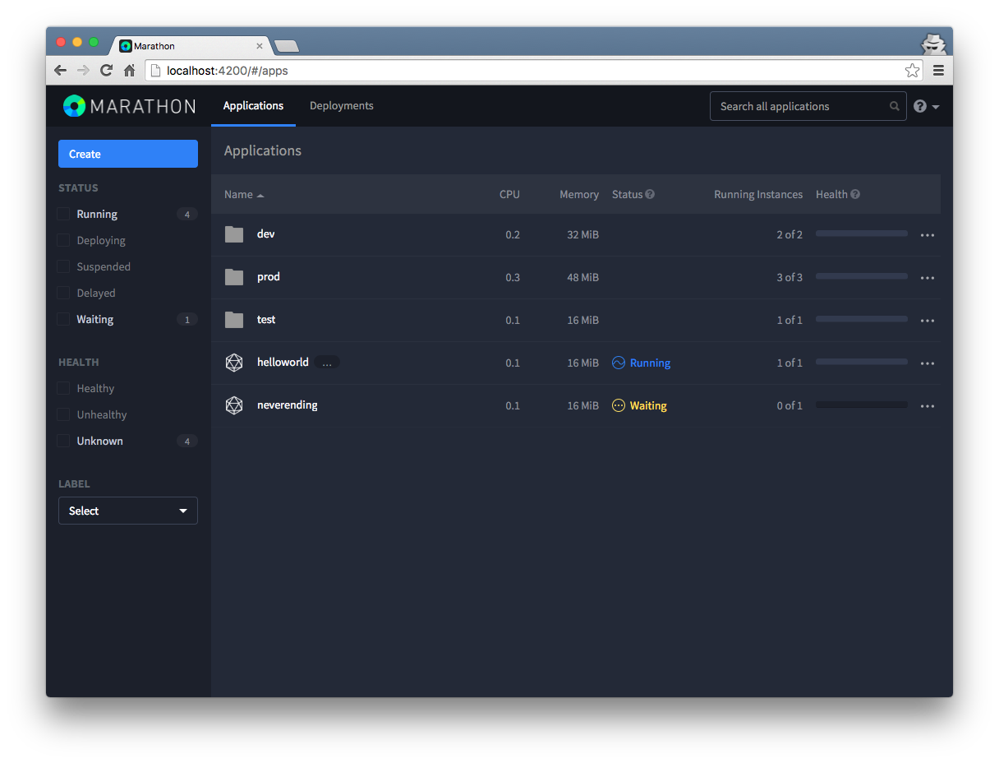 Marathon
localhost:4200/#/apps
MARATHON Applications Deployments Search all applications ?
Create
STATUS
Running 4
Deploying
Suspended
Delayed
Waiting 1
HEALTH
Healthy
Unhealthy
Unknown 4
LABEL
Select
Applications
Name CPU Memory Status ? Running Instances Health ?
dev 0.2 32 MiB 2 of 2
prod 0.3 48 MiB 3 of 3
test 0.1 16 MiB 1 of 1
helloworld ... 0.1 16 MiB Running 1 of 1
neverending 0.1 16 MiB Waiting 0 of 1